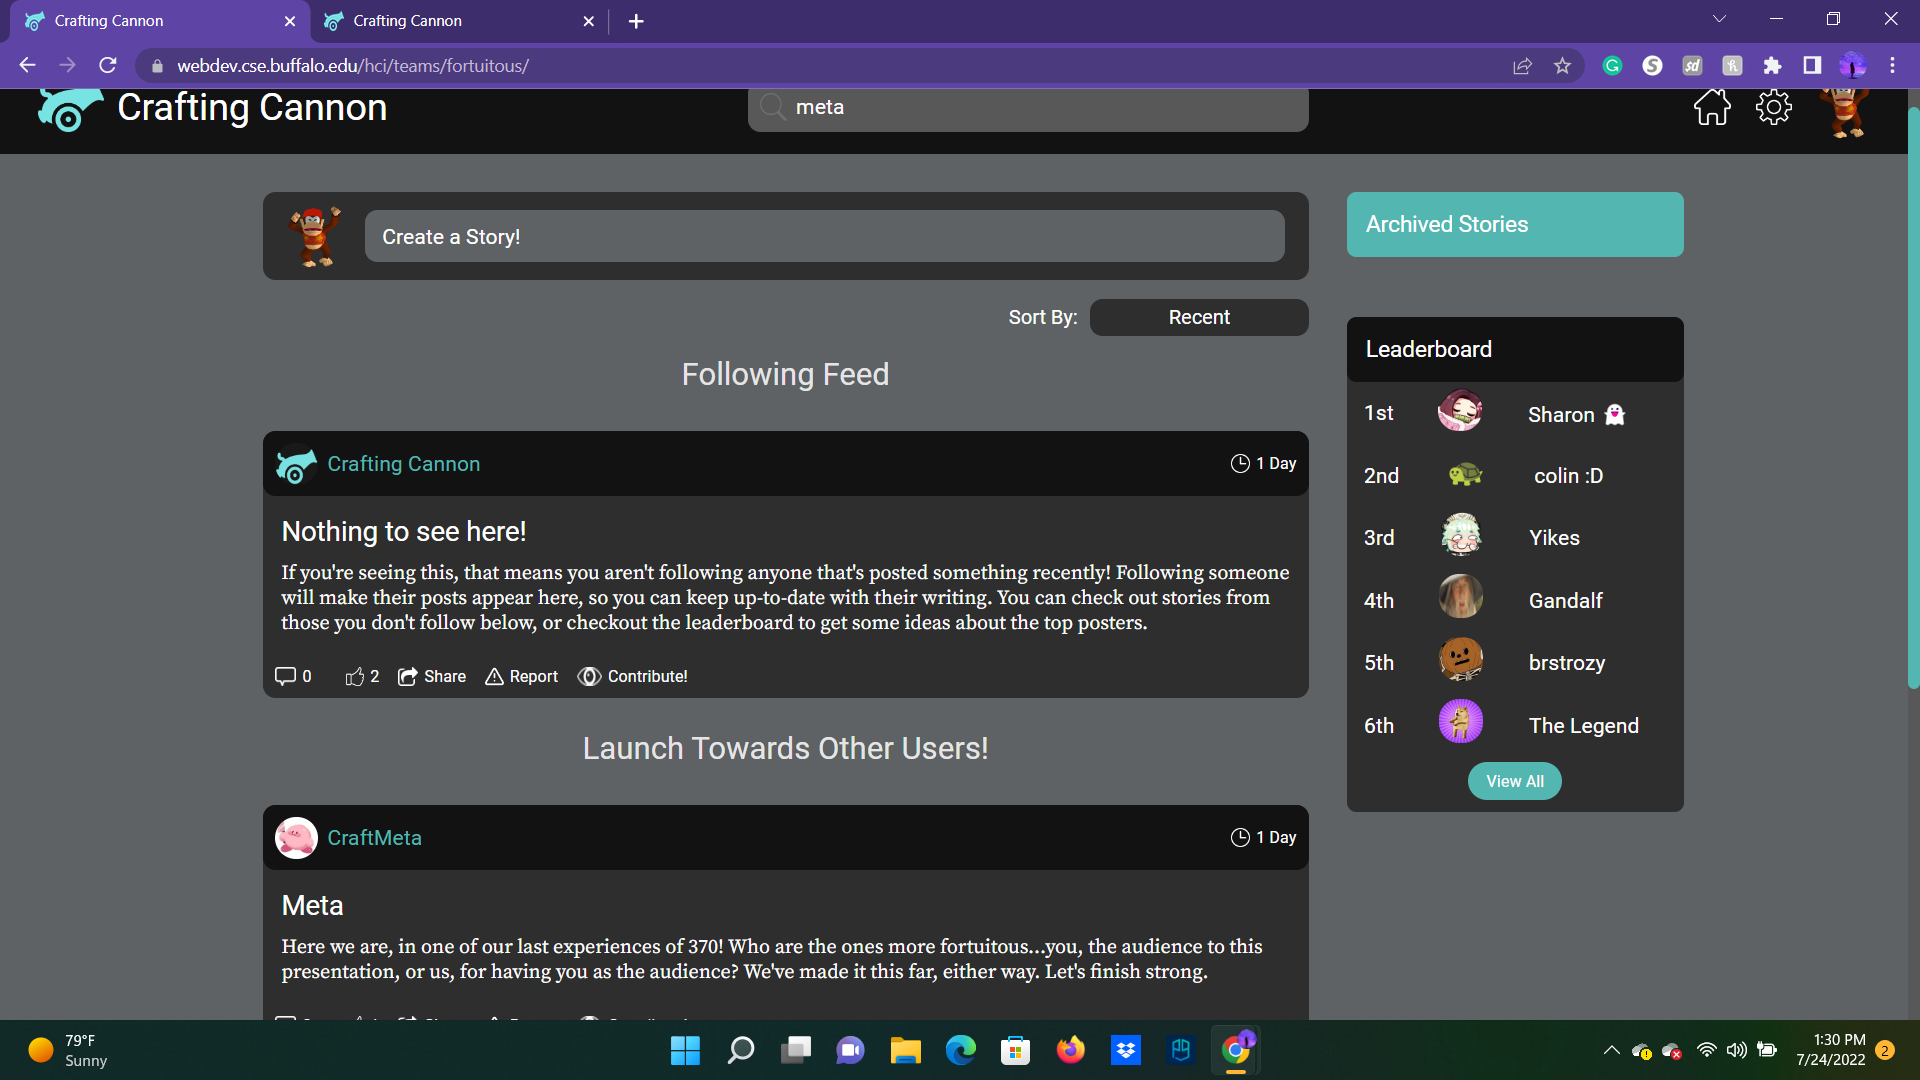 Crafting Cannon
Crafting Cannon
webdev.cse.buffalo.edu/hci/teams/fortuitous/
Crafting Cannon
meta
Create a Story!
Archived Stories
Sort By:
Recent
Following Feed
Leaderboard
1st Sharon 👻
2nd colin :D
3rd Yikes
4th Gandalf
5th brstrozy
6th The Legend
View All
Crafting Cannon
1 Day
Nothing to see here!
If you're seeing this, that means you aren't following anyone that's posted something recently! Following someone
will make their posts appear here, so you can keep up-to-date with their writing. You can check out stories from
those you don't follow below, or checkout the leaderboard to get some ideas about the top posters.
0 2 Share Report Contribute!
Launch Towards Other Users!
CraftMeta
1 Day
Meta
Here we are, in one of our last experiences of 370! Who are the ones more fortuitous...you, the audience to this
presentation, or us, for having you as the audience? We've made it this far, either way. Let's finish strong.
79°F
Sunny
1:30 PM
7/24/2022
2